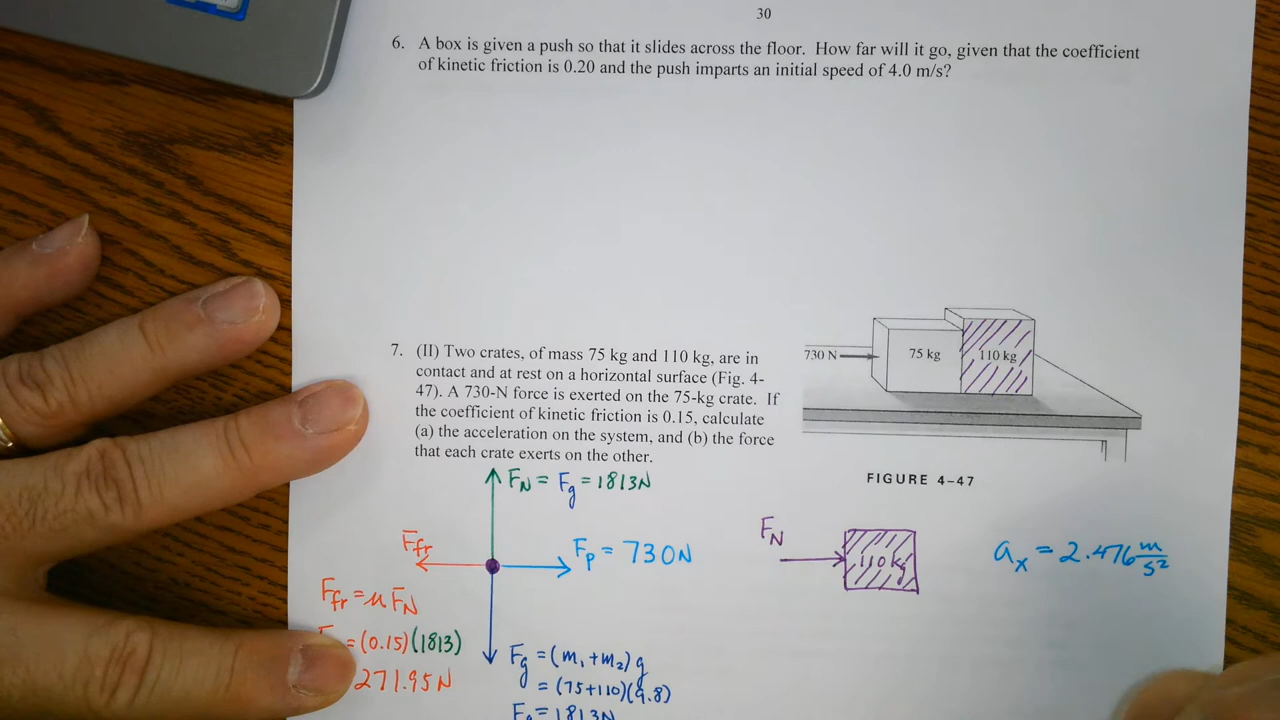 30
6. A box is given a push so that it slides across the floor. How far will it go, given that the coefficient
of kinetic friction is 0.20 and the push imparts an initial speed of 4.0 m/s?
7. (II) Two crates, of mass 75 kg and 110 kg, are in
contact and at rest on a horizontal surface (Fig. 4-
47). A 730-N force is exerted on the 75-kg crate. If
the coefficient of kinetic friction is 0.15, calculate
(a) the acceleration on the system, and (b) the force
that each crate exerts on the other.
730 N
75 kg
110 kg
FIGURE 4-47
FN = Fg = 1813N
Ffr
Fp = 730N
FN
110 kg
ax = 2.476 m/s²
Ffr = μFN
= (0.15)(1813)
271.95 N
Fg = (m₁+m₂)g
= (75+110)(9.8)
Fg = 1813N